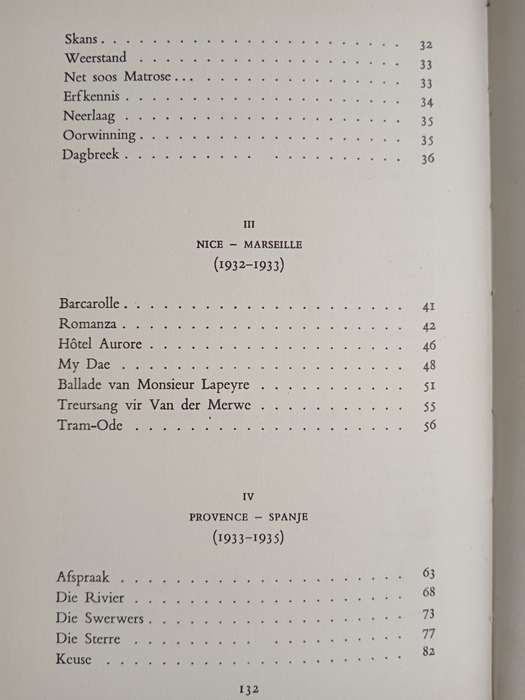 Skans . . . . . . . . . . . . . . . . . . . . 32
Weerstand . . . . . . . . . . . . . . . . . . 33
Net soos Matrose... . . . . . . . . . . . . . 33
Erfkennis . . . . . . . . . . . . . . . . . . 34
Neerlaag . . . . . . . . . . . . . . . . . . 35
Oorwinning . . . . . . . . . . . . . . . . . 35
Dagbreek . . . . . . . . . . . . . . . . . . 36
III
NICE – MARSEILLE
(1932–1933)
Barcarolle . . . . . . . . . . . . . . . . . 41
Romanza . . . . . . . . . . . . . . . . . . 42
Hôtel Aurore . . . . . . . . . . . . . . . . 46
My Dae . . . . . . . . . . . . . . . . . . . 48
Ballade van Monsieur Lapeyre . . . . . . . . 51
Treursang vir Van der Merwe . . . . . . . . 55
Tram-Ode . . . . . . . . . . . . . . . . . . 56
IV
PROVENCE – SPANJE
(1933–1935)
Afspraak . . . . . . . . . . . . . . . . . . 63
Die Rivier . . . . . . . . . . . . . . . . . 68
Die Swerwers . . . . . . . . . . . . . . . . 73
Die Sterre . . . . . . . . . . . . . . . . . 77
Keuse . . . . . . . . . . . . . . . . . . . 82
132